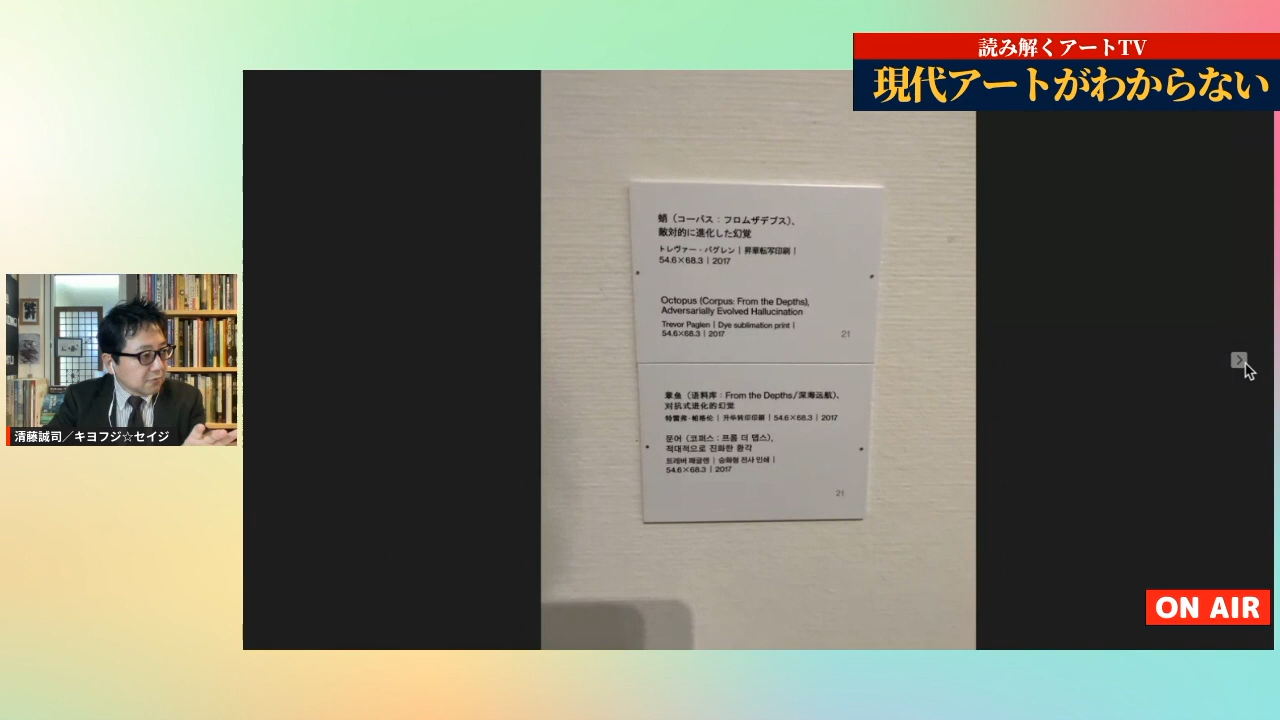 読み解くアートTV
現代アートがわからない
蛸（コーパス：フロムザデプス）、
敵対的に進化した幻覚
トレヴァー・パグレン｜昇華転写印刷｜
54.6×68.3｜2017
Octopus (Corpus: From the Depths),
Adversarially Evolved Hallucination
Trevor Paglen | Dye sublimation print |
54.6×68.3 | 2017
21
章鱼（语料库：From the Depths/深海远航）、
对抗式进化的幻觉
特雷弗·帕格伦｜升华转印印刷｜54.6×68.3｜2017
문어 (코퍼스 : 프롬 더 뎁스),
적대적으로 진화한 환각
트레버 패글렌｜승화형 전사 인쇄｜
54.6×68.3｜2017
21
清藤誠司／キヨフジ☆セイジ
ON AIR